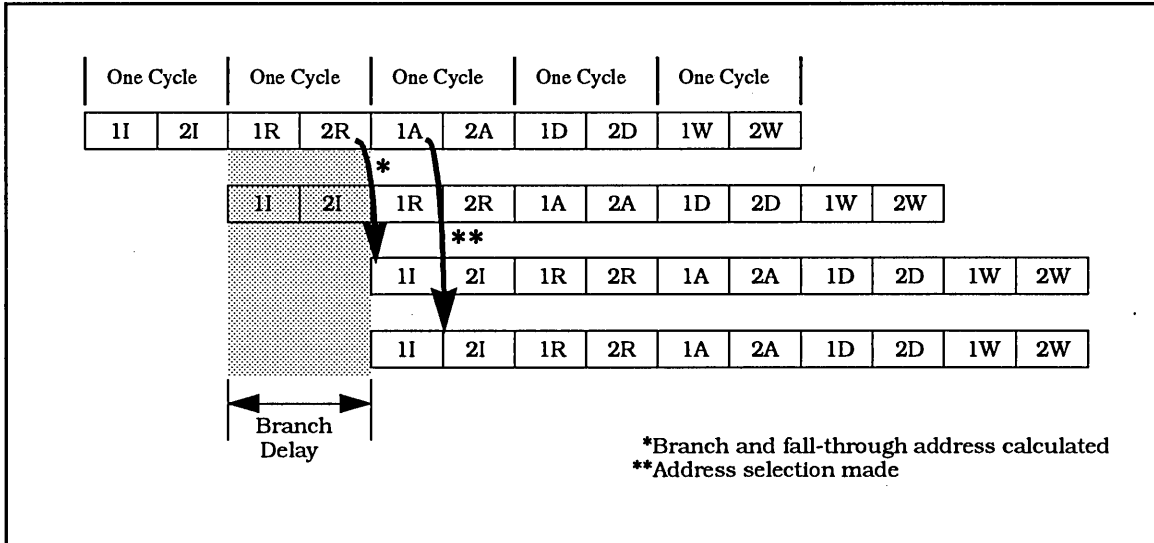 One Cycle One Cycle One Cycle One Cycle One Cycle
1I 2I 1R 2R 1A 2A 1D 2D 1W 2W
*
1I 2I 1R 2R 1A 2A 1D 2D 1W 2W
**
1I 2I 1R 2R 1A 2A 1D 2D 1W 2W
1I 2I 1R 2R 1A 2A 1D 2D 1W 2W
Branch
Delay
*Branch and fall-through address calculated
**Address selection made